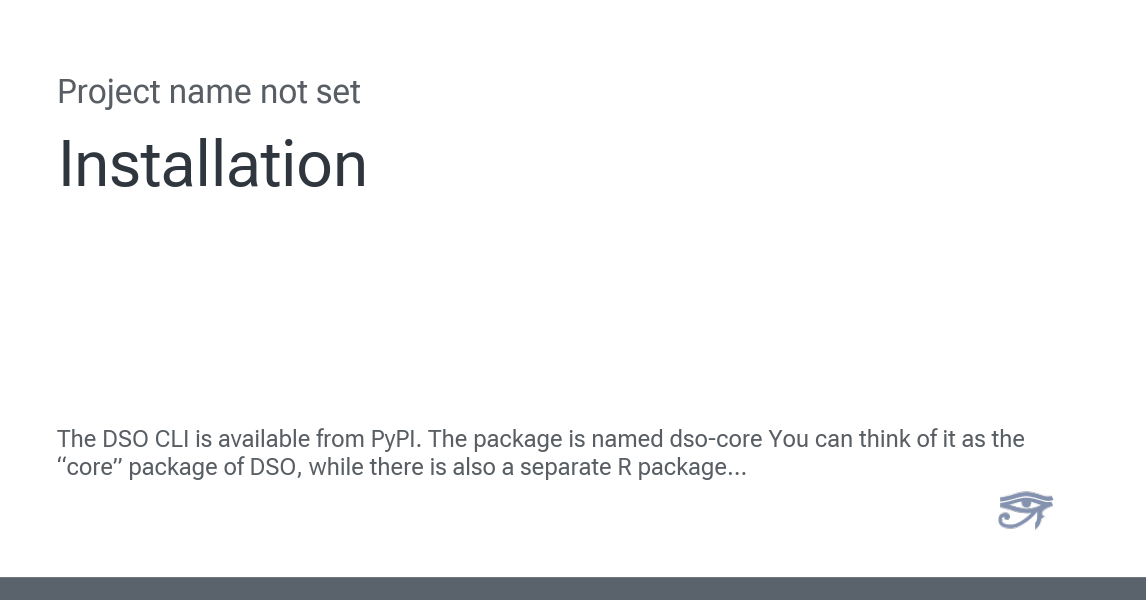 Project name not set
Installation
The DSO CLI is available from PyPI. The package is named dso-core You can think of it as the
“core” package of DSO, while there is also a separate R package...